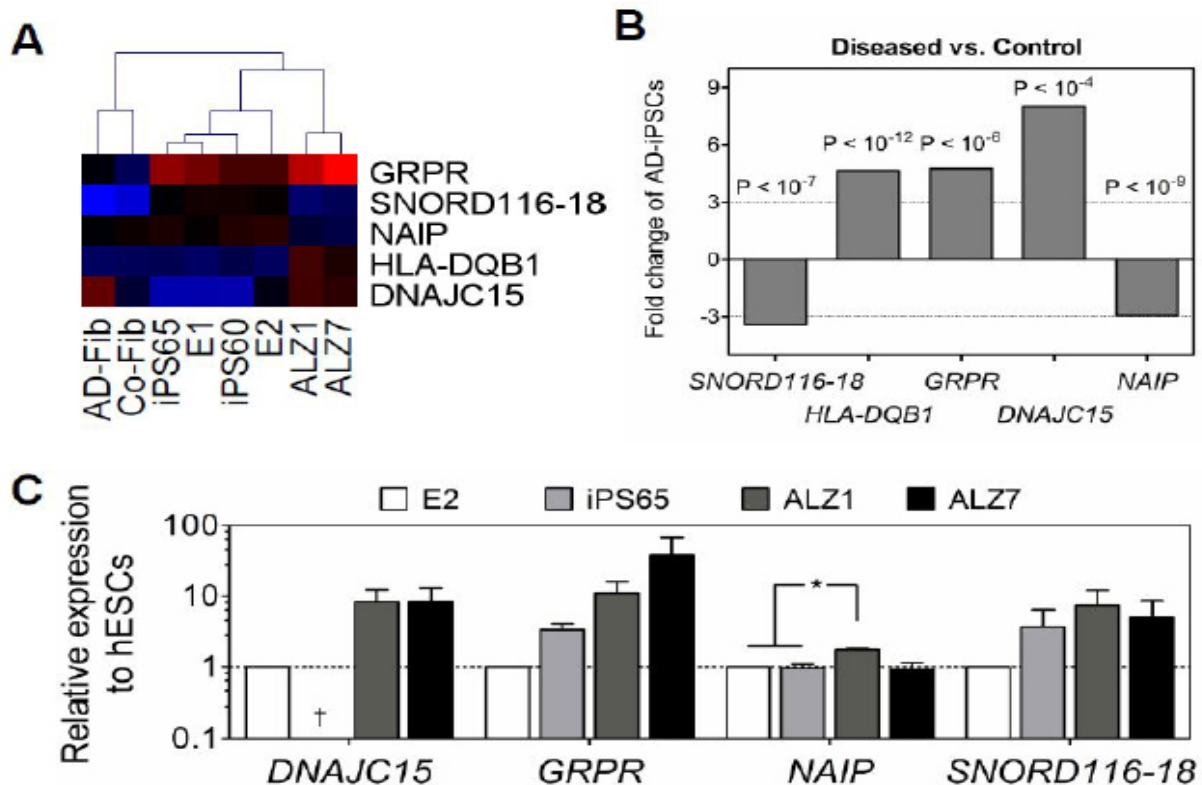 A
GRPR
SNORD116-18
NAIP
HLA-DQB1
DNAJC15
AD-Fib
Co-Fib
iPS65
E1
iPS60
E2
ALZ1
ALZ7
B
Diseased vs. Control
Fold change of AD-iPSCs
9
6
3
0
-3
P < 10-7
P < 10-12
P < 10-6
P < 10-4
P < 10-9
SNORD116-18
HLA-DQB1
GRPR
DNAJC15
NAIP
C
E2 iPS65 ALZ1 ALZ7
Relative expression
to hESCs
100
10
1
0.1
†
*
DNAJC15 GRPR NAIP SNORD116-18